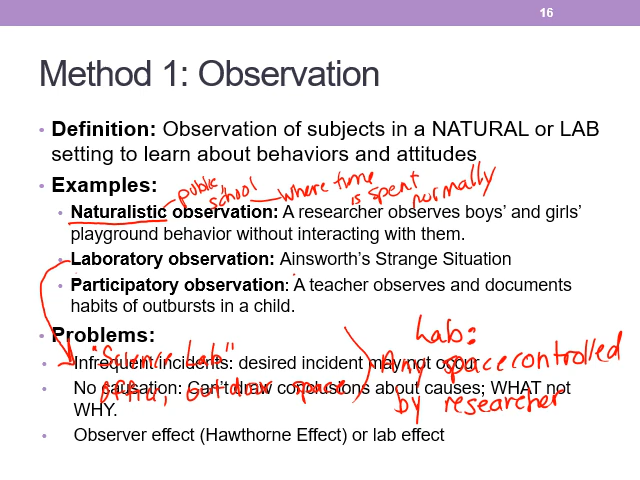 16
Method 1: Observation
• Definition: Observation of subjects in a NATURAL or LAB
setting to learn about behaviors and attitudes
• Examples:
public, school — where time is spent normally
• Naturalistic observation: A researcher observes boys' and girls'
playground behavior without interacting with them.
• Laboratory observation: Ainsworth's Strange Situation
• Participatory observation: A teacher observes and documents
habits of outbursts in a child.
• Problems:
Lab:
"Science Lab"
• Infrequent incidents: desired incident may not occur
Any space controlled
office, outdoor space
• No causation: Can't draw conclusions about causes; WHAT not
by researcher
WHY.
• Observer effect (Hawthorne Effect) or lab effect